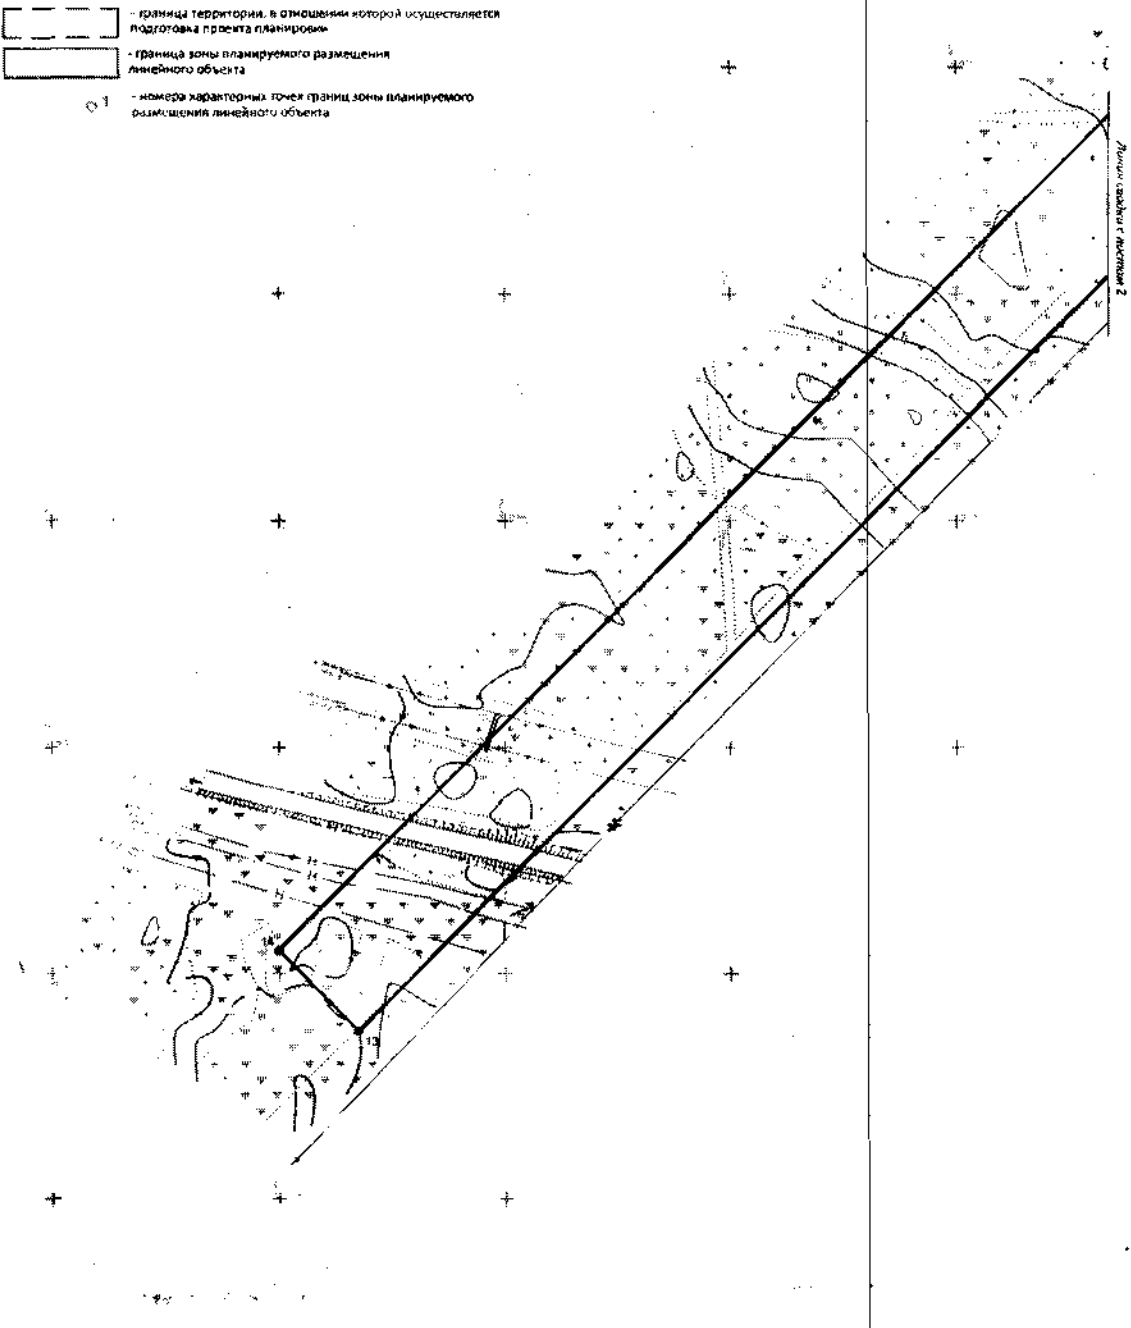 - граница территории, в отношении которой осуществляется
подготовка проекта планировки
- граница зоны планируемого размещения
линейного объекта
1
- номера характерных точек границ зоны планируемого
размещения линейного объекта
Линия сводки с листом 2
14
13